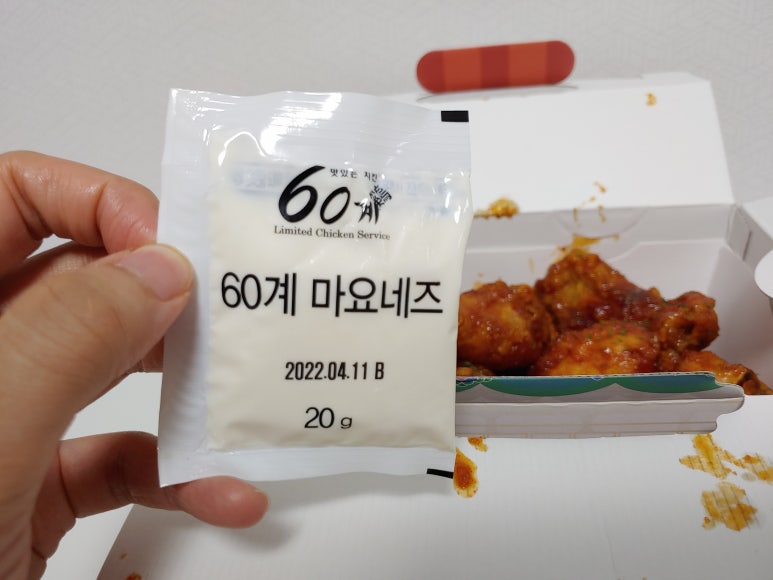 맛있는 치킨
60계
Limited Chicken Service
60계 마요네즈
2022.04.11 B
20 g